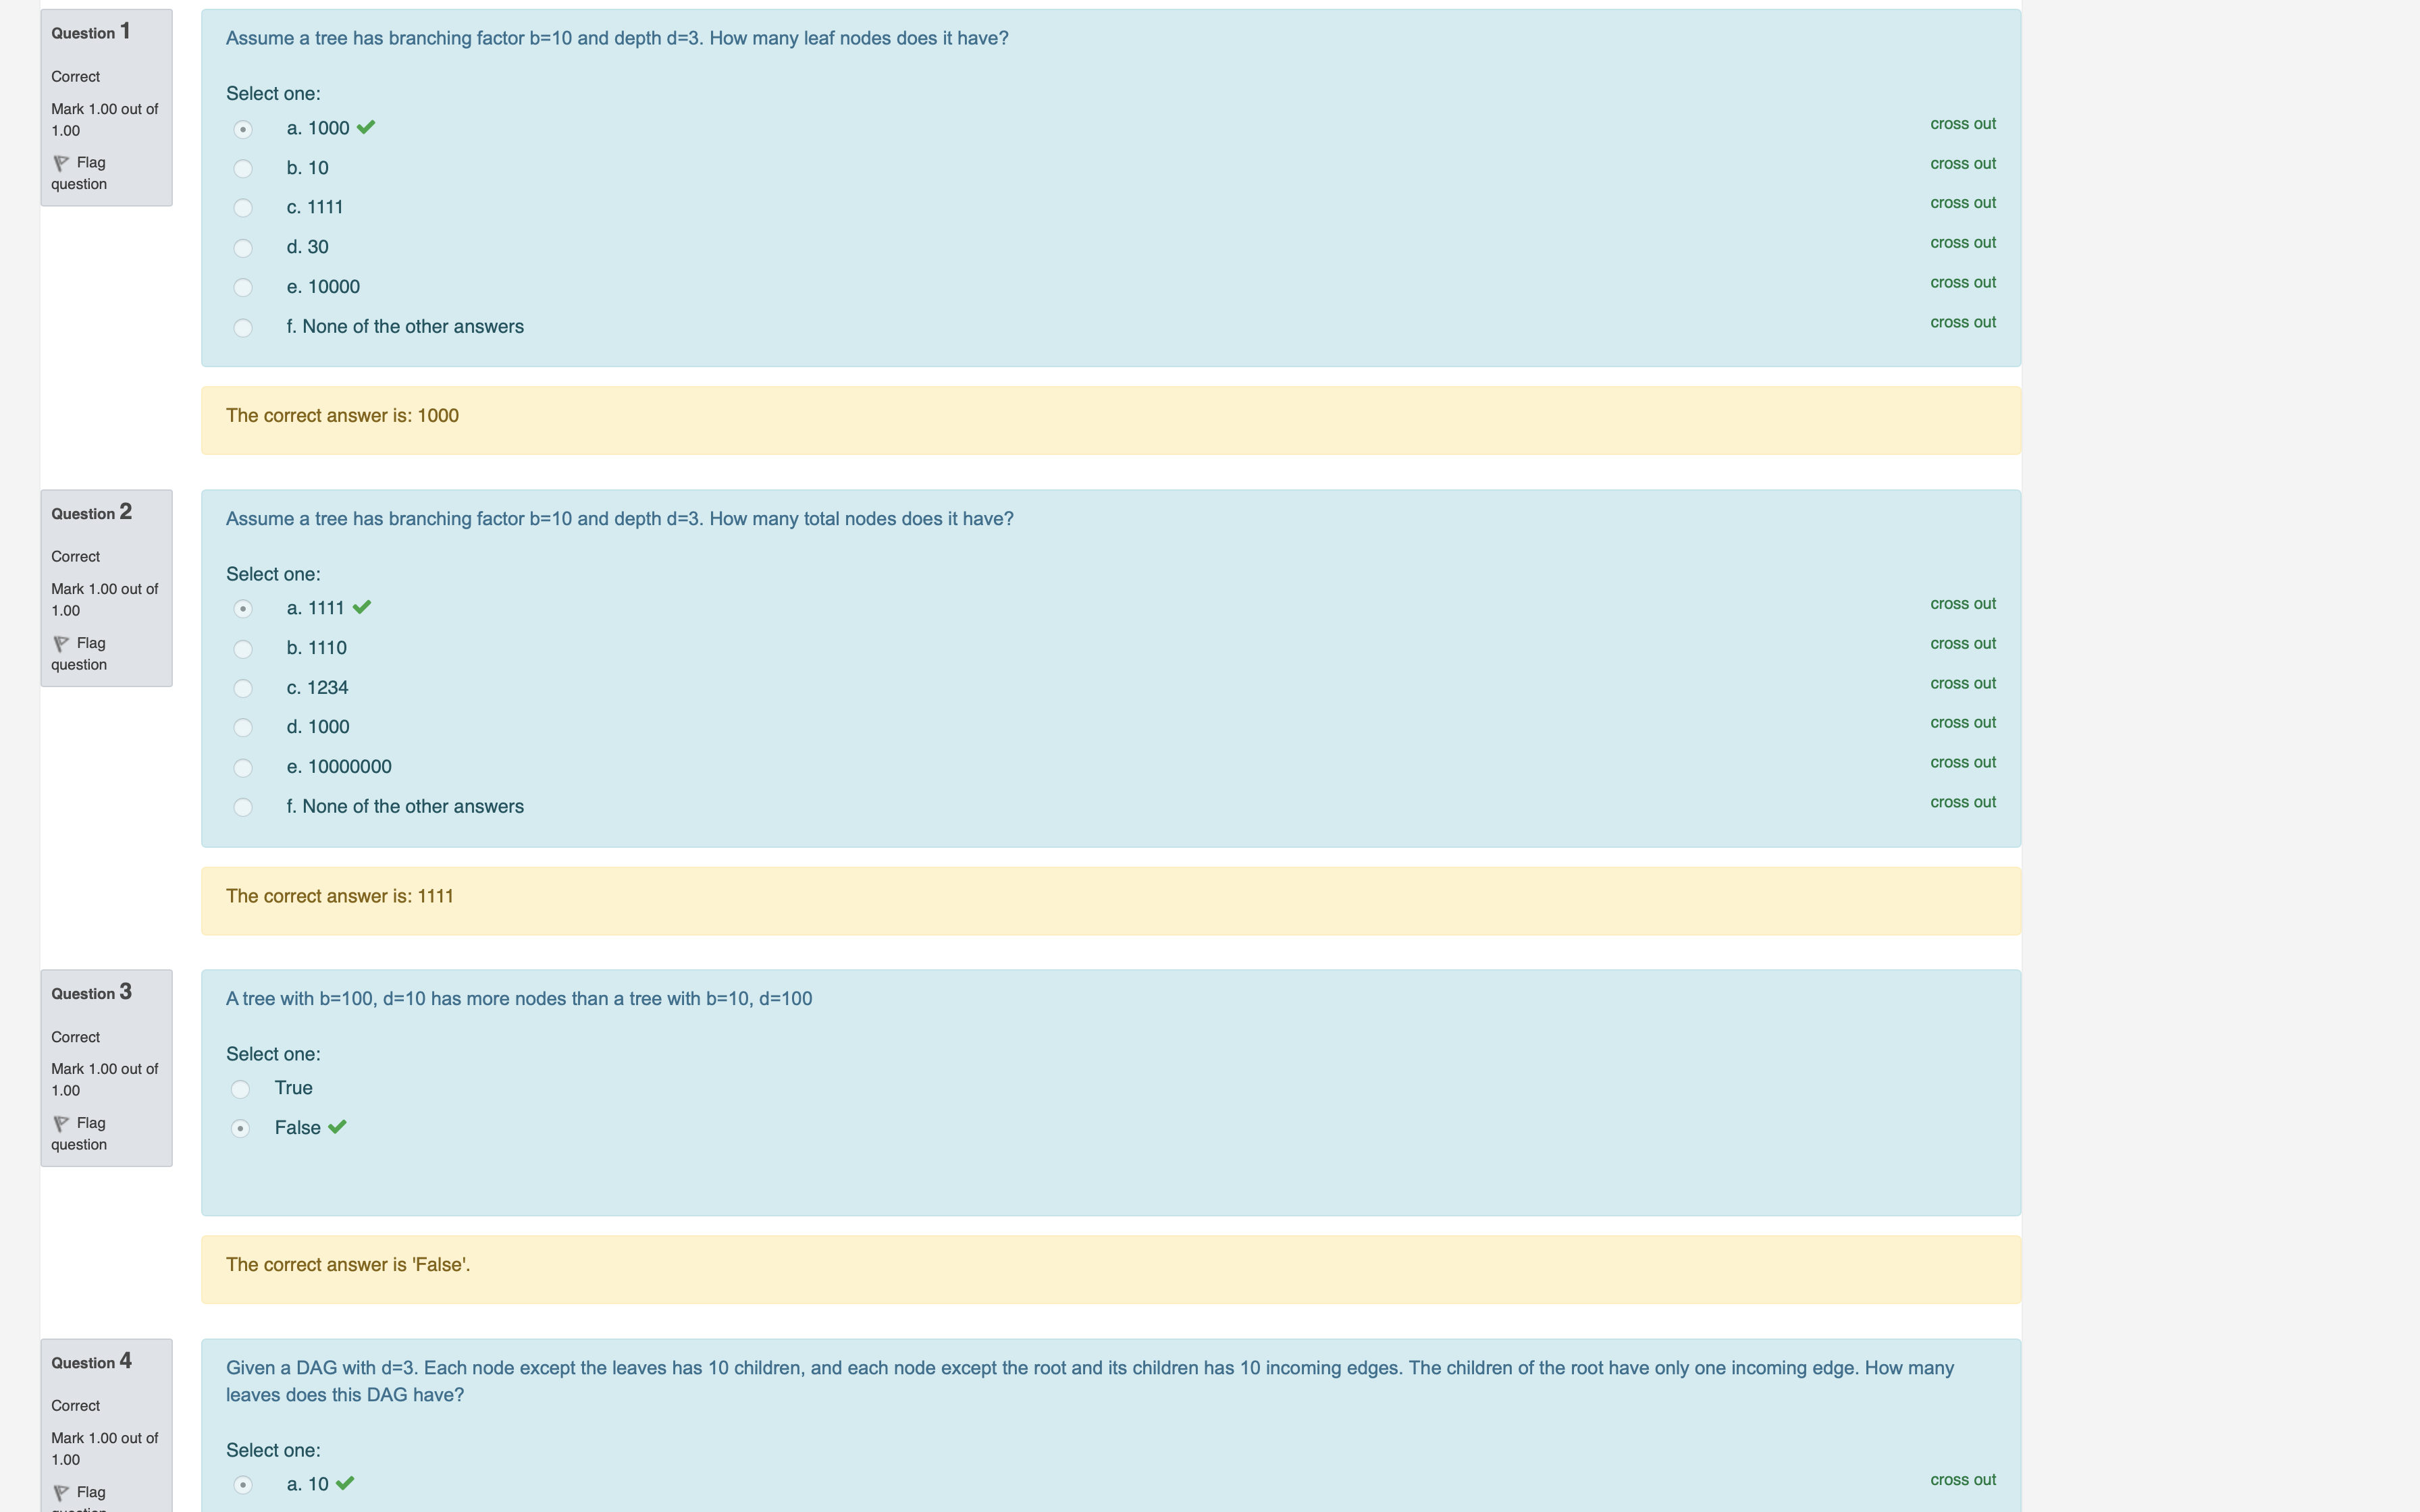 Question 1
Correct
Mark 1.00 out of
1.00
Flag
question
Assume a tree has branching factor b=10 and depth d=3. How many leaf nodes does it have?
Select one:
a. 1000
cross out
b. 10
cross out
c. 1111
cross out
d. 30
cross out
e. 10000
cross out
f. None of the other answers
cross out
The correct answer is: 1000
Question 2
Correct
Mark 1.00 out of
1.00
Flag
question
Assume a tree has branching factor b=10 and depth d=3. How many total nodes does it have?
Select one:
a. 1111
cross out
b. 1110
cross out
c. 1234
cross out
d. 1000
cross out
e. 10000000
cross out
f. None of the other answers
cross out
The correct answer is: 1111
Question 3
Correct
Mark 1.00 out of
1.00
Flag
question
A tree with b=100, d=10 has more nodes than a tree with b=10, d=100
Select one:
True
False
The correct answer is 'False'.
Question 4
Correct
Mark 1.00 out of
1.00
Flag
Given a DAG with d=3. Each node except the leaves has 10 children, and each node except the root and its children has 10 incoming edges. The children of the root have only one incoming edge. How many
leaves does this DAG have?
Select one:
a. 10
cross out